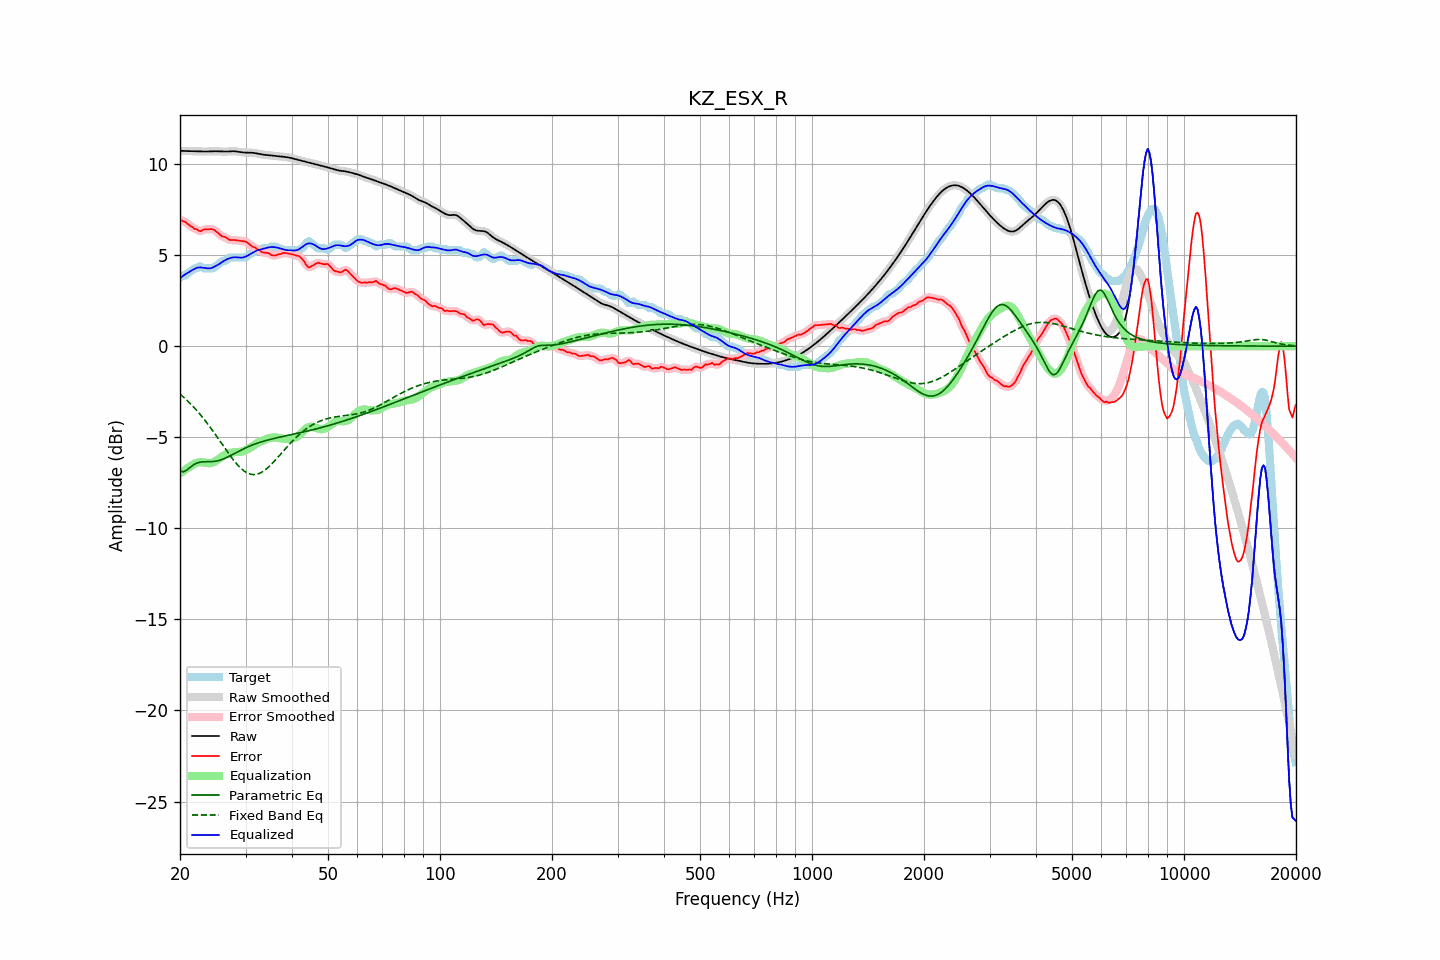 KZ_ESX_R
Amplitude (dBr)
10
5
0
−5
−10
−15
−20
−25
Target
Raw Smoothed
Error Smoothed
Raw
Error
Equalization
Parametric Eq
Fixed Band Eq
Equalized
20 50 100 200 500 1000 2000 5000 10000 20000
Frequency (Hz)